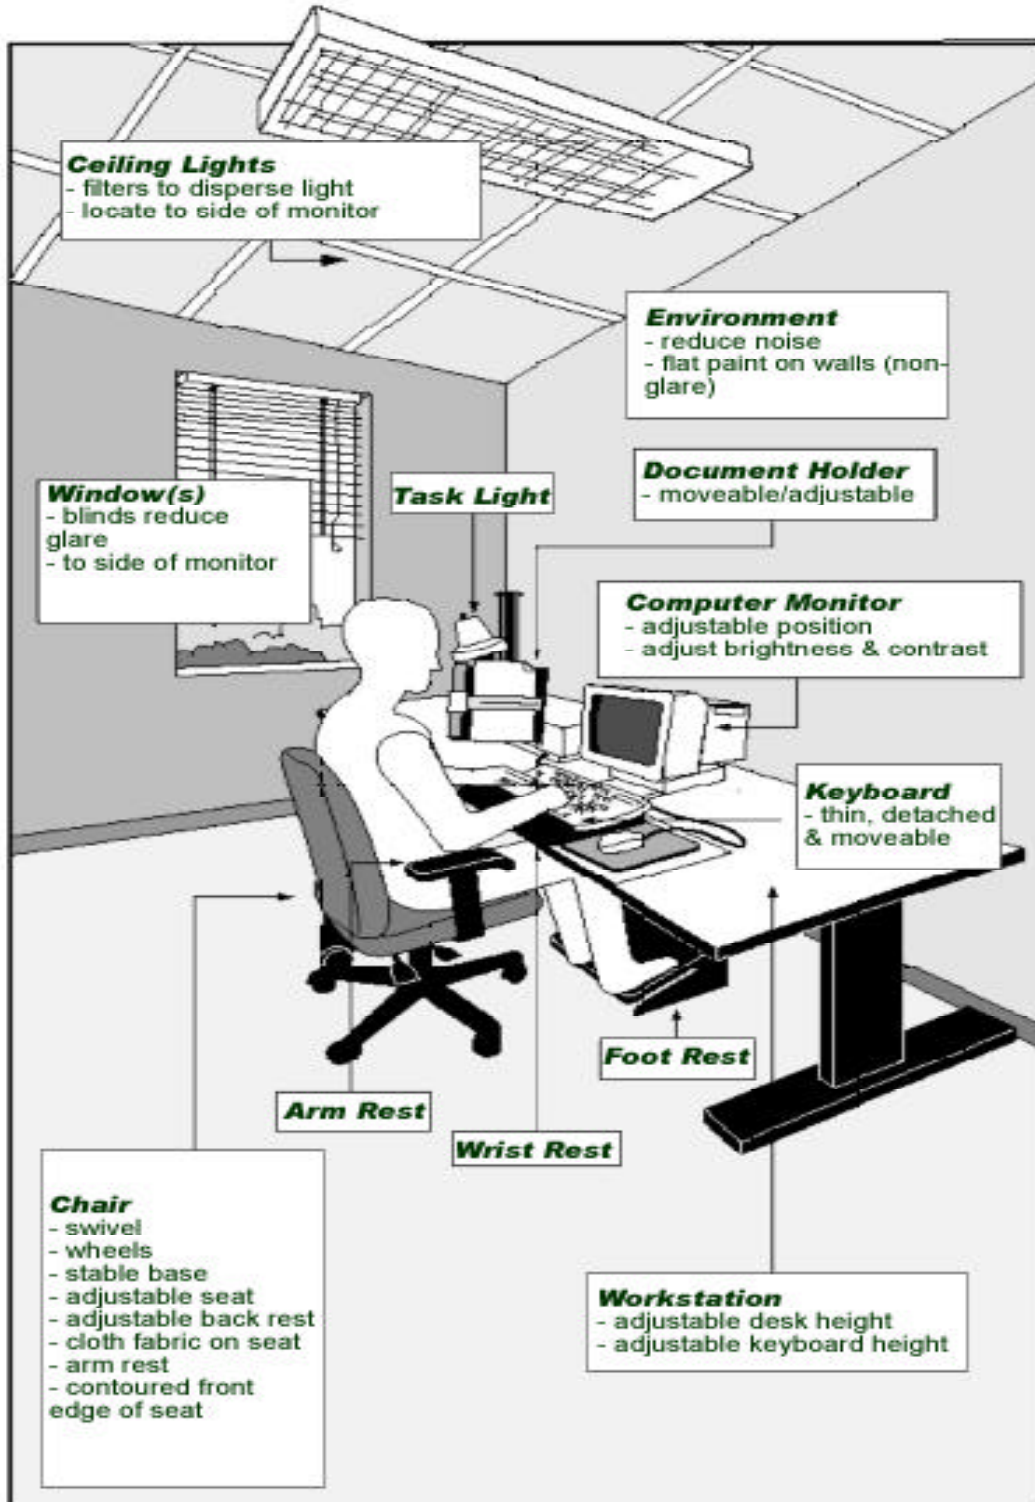 Ceiling Lights
- filters to disperse light
- locate to side of monitor
Environment
- reduce noise
- flat paint on walls (non-
glare)
Document Holder
- moveable/adjustable
Task Light
Window(s)
- blinds reduce
glare
- to side of monitor
Computer Monitor
- adjustable position
- adjust brightness & contrast
Keyboard
- thin, detached
& moveable
Foot Rest
Arm Rest
Wrist Rest
Chair
- swivel
- wheels
- stable base
- adjustable seat
- adjustable back rest
- cloth fabric on seat
- arm rest
- contoured front
edge of seat
Workstation
- adjustable desk height
- adjustable keyboard height